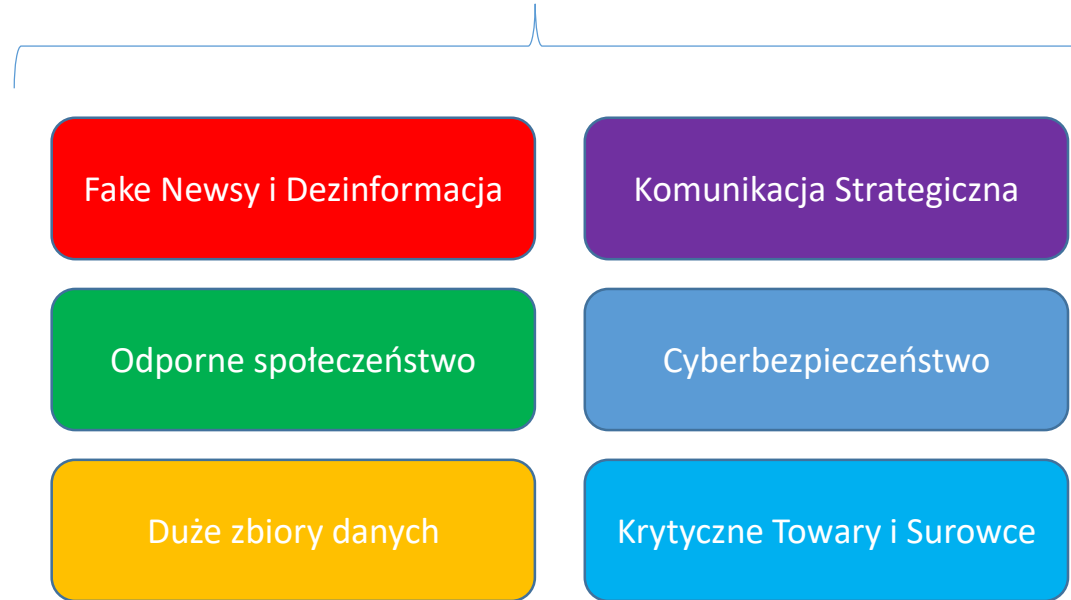 Fake Newsy i Dezinformacja
Komunikacja Strategiczna
Odporne społeczeństwo
Cyberbezpieczeństwo
Duże zbiory danych
Krytyczne Towary i Surowce